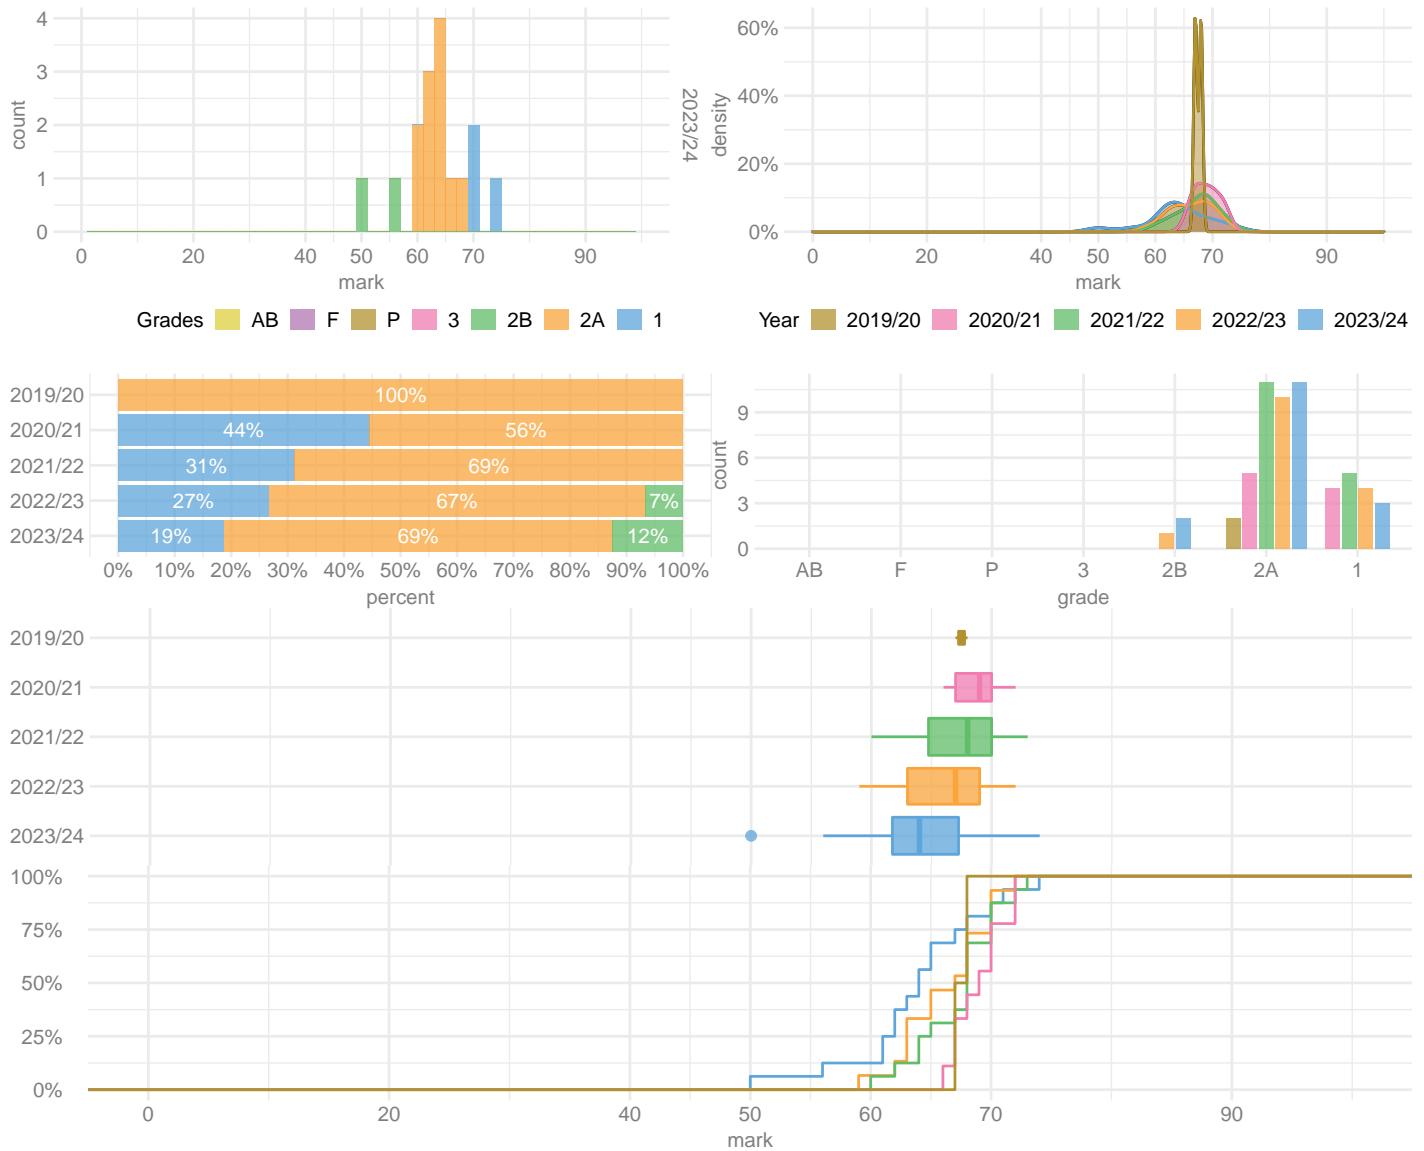 4
3
2
1
0
count
0 20 40 50 60 70 90
mark
2023/24
60%
40%
20%
0%
density
0 20 40 50 60 70 90
mark
Grades AB F P 3 2B 2A 1
Year 2019/20 2020/21 2021/22 2022/23 2023/24
2019/20 100%
2020/21 44% 56%
2021/22 31% 69%
2022/23 27% 67% 7%
2023/24 19% 69% 12%
0% 10% 20% 30% 40% 50% 60% 70% 80% 90% 100%
percent
9
6
3
0
count
AB F P 3 2B 2A 1
grade
2019/20
2020/21
2021/22
2022/23
2023/24
100%
75%
50%
25%
0%
0 20 40 50 60 70 90
mark